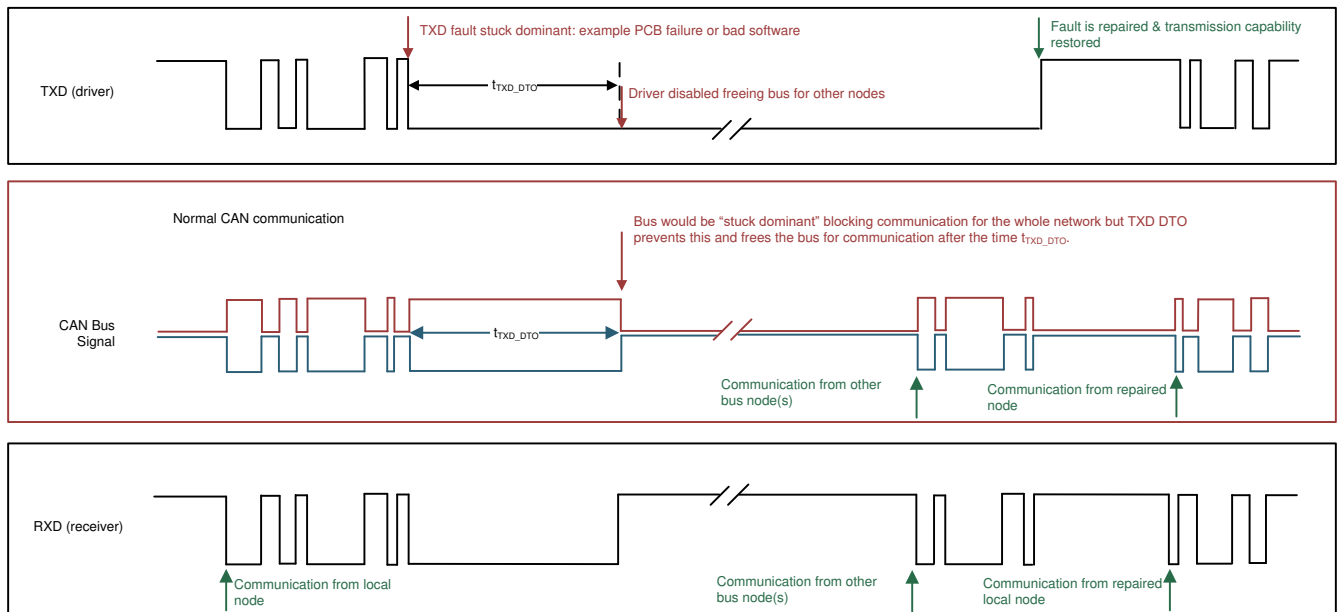 TXD fault stuck dominant: example PCB failure or bad software
Fault is repaired & transmission capability
restored
TXD (driver)
tTXD_DTO
Driver disabled freeing bus for other nodes
Normal CAN communication
Bus would be “stuck dominant” blocking communication for the whole network but TXD DTO
prevents this and frees the bus for communication after the time tTXD_DTO.
CAN Bus
Signal
tTXD_DTO
Communication from other
bus node(s)
Communication from repaired
node
RXD (receiver)
Communication from local
node
Communication from other
bus node(s)
Communication from repaired
local node